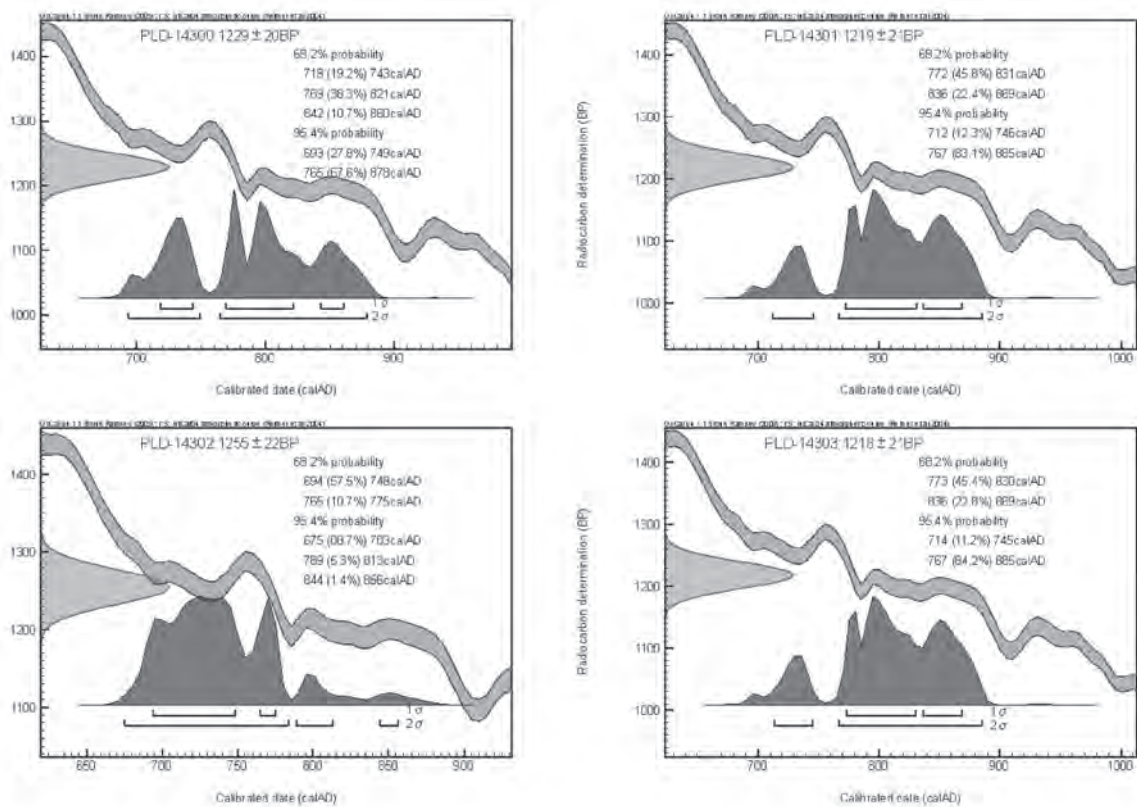 PLD-14300 1229±20BP
68.2% probability
718 (19.2%) 743calAD
769 (38.3%) 821calAD
842 (10.7%) 860calAD
95.4% probability
693 (27.8%) 749calAD
765 (67.6%) 878calAD
1400
1300
1200
1100
1000
1σ
2σ
700
800
900
Calibrated date (calAD)
PLD-14301 1219±21BP
68.2% probability
772 (45.8%) 831calAD
836 (22.4%) 869calAD
95.4% probability
712 (12.3%) 746calAD
767 (83.1%) 885calAD
Radiocarbon determination (BP)
1400
1300
1200
1100
1000
1σ
2σ
700
800
900
1000
Calibrated date (calAD)
PLD-14302 1255±22BP
68.2% probability
694 (57.5%) 748calAD
765 (10.7%) 775calAD
95.4% probability
675 (88.7%) 783calAD
789 (5.3%) 813calAD
844 (1.4%) 856calAD
1400
1300
1200
1100
1σ
2σ
650
700
750
800
850
900
Calibrated date (calAD)
PLD-14303 1218±21BP
68.2% probability
773 (45.4%) 830calAD
836 (22.8%) 869calAD
95.4% probability
714 (11.2%) 745calAD
767 (84.2%) 885calAD
Radiocarbon determination (BP)
1400
1300
1200
1100
1000
1σ
2σ
700
800
900
1000
Calibrated date (calAD)